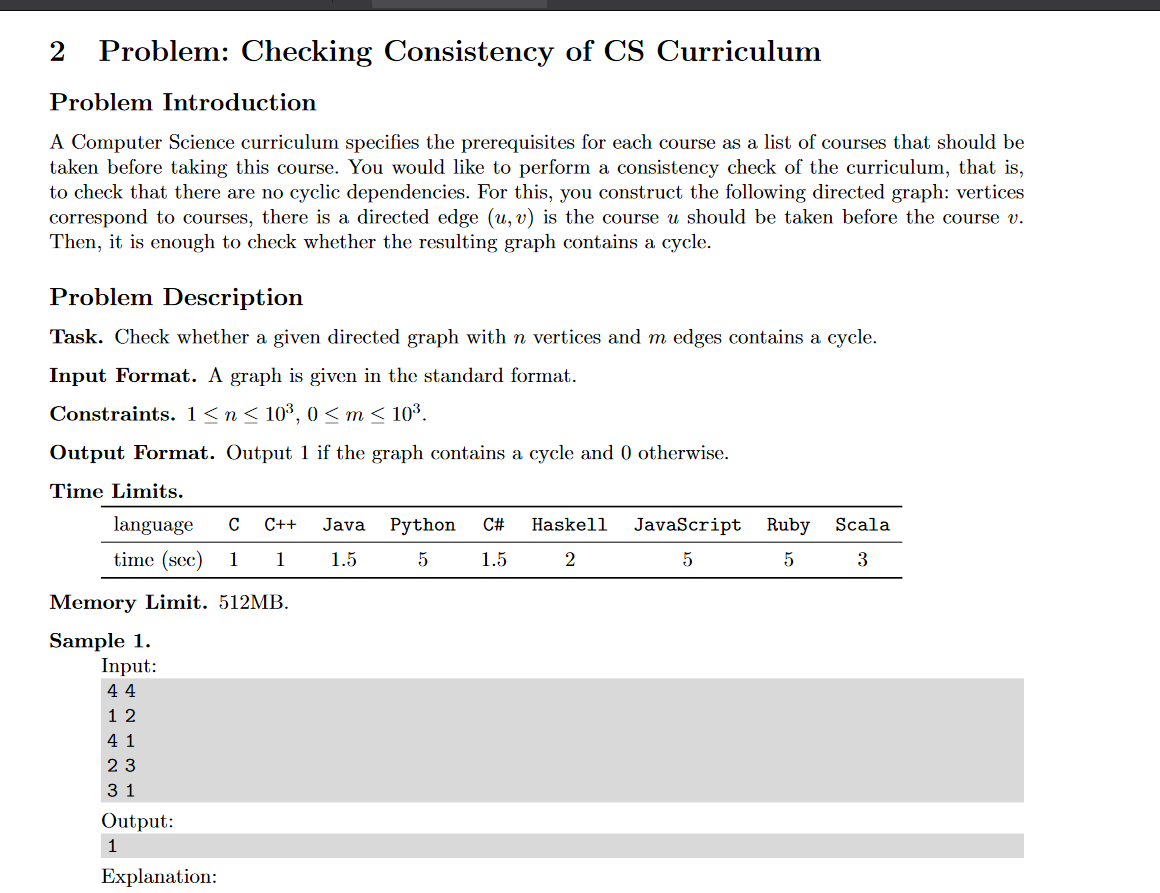 2 Problem: Checking Consistency of CS Curriculum
Problem Introduction
A Computer Science curriculum specifies the prerequisites for each course as a list of courses that should be
taken before taking this course. You would like to perform a consistency check of the curriculum, that is,
to check that there are no cyclic dependencies. For this, you construct the following directed graph: vertices
correspond to courses, there is a directed edge (u, v) is the course u should be taken before the course v.
Then, it is enough to check whether the resulting graph contains a cycle.
Problem Description
Task. Check whether a given directed graph with n vertices and m edges contains a cycle.
Input Format. A graph is given in the standard format.
Constraints. 1 ≤ n ≤ 10³, 0 ≤ m ≤ 10³.
Output Format. Output 1 if the graph contains a cycle and 0 otherwise.
Time Limits.
language C C++ Java Python C# Haskell JavaScript Ruby Scala
time (sec) 1 1 1.5 5 1.5 2 5 5 3
Memory Limit. 512MB.
Sample 1.
Input:
4 4
1 2
4 1
2 3
3 1
Output:
1
Explanation: